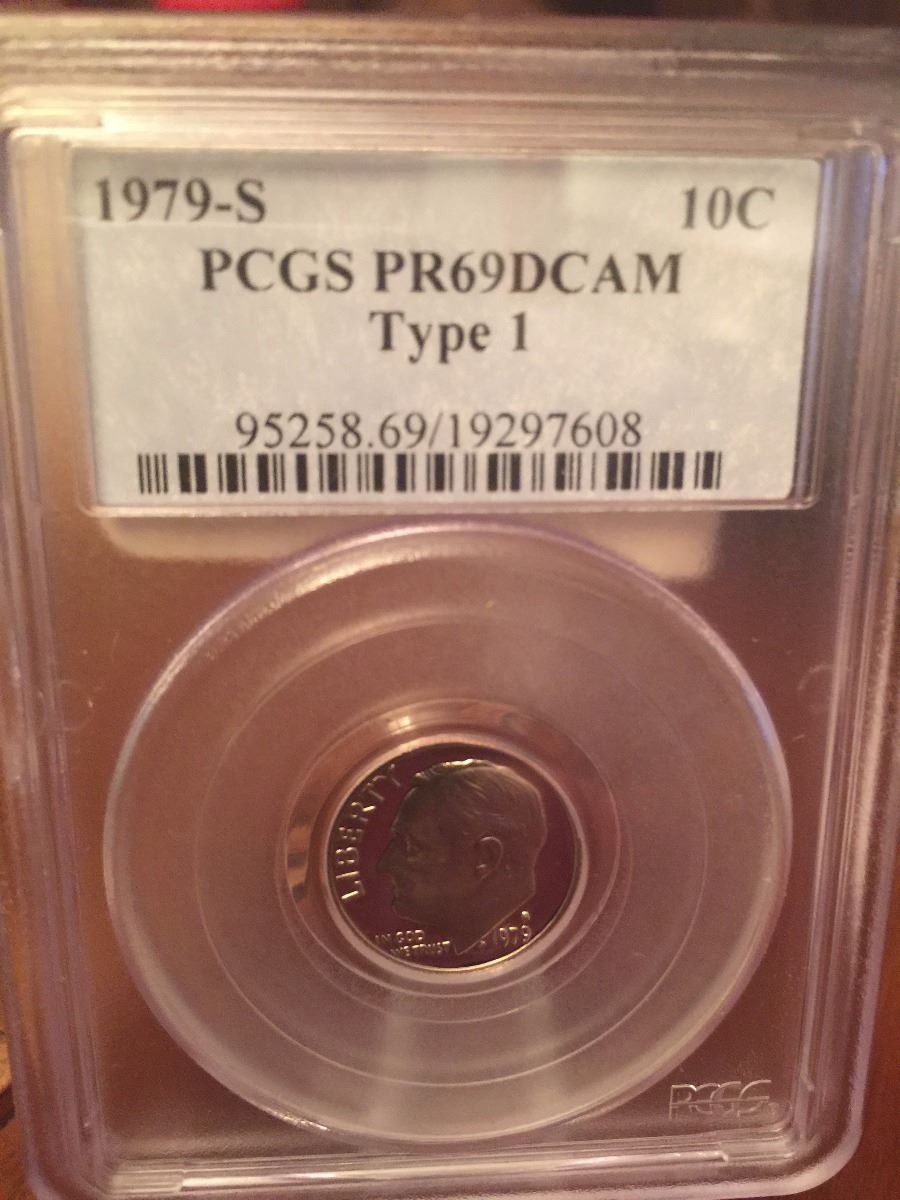 1979-S 10C
PCGS PR69DCAM
Type 1
95258.69/19297608
LIBERTY
IN GOD
WE TRUST
1979
PCGS